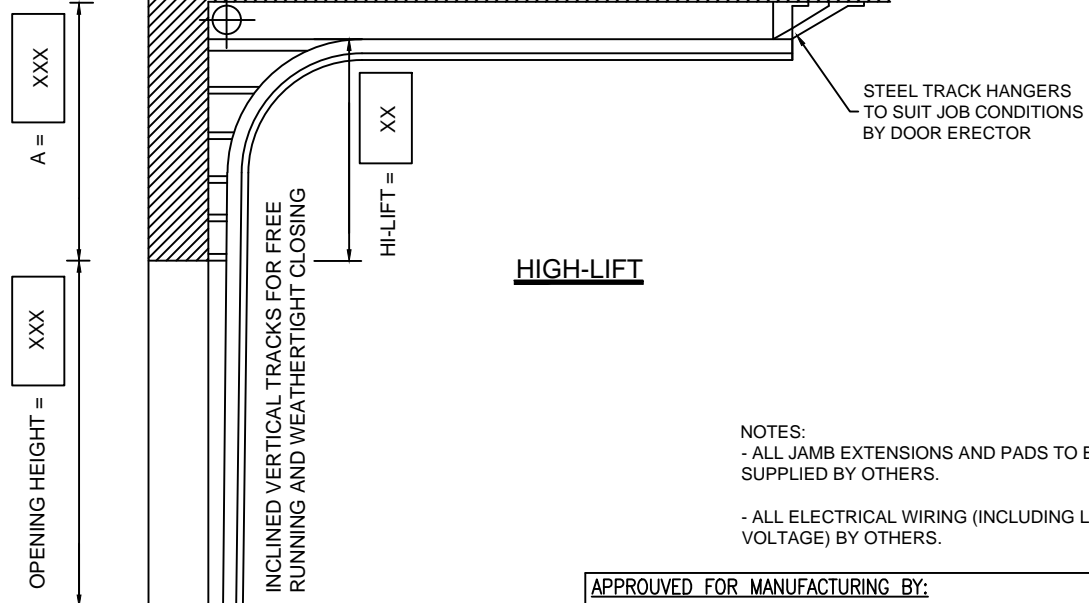 XXX
A =
XX
HI-LIFT =
STEEL TRACK HANGERS
TO SUIT JOB CONDITIONS
BY DOOR ERECTOR
INCLINED VERTICAL TRACKS FOR FREE
RUNNING AND WEATHERTIGHT CLOSING
HIGH-LIFT
XXX
OPENING HEIGHT =
NOTES:
- ALL JAMB EXTENSIONS AND PADS TO
SUPPLIED BY OTHERS.
- ALL ELECTRICAL WIRING (INCLUDING
VOLTAGE) BY OTHERS.
APPROUVED FOR MANUFACTURING BY: